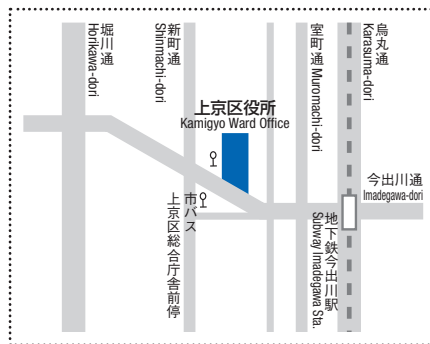 堀川通
Horikawa-dori
新町通
Shinmachi-dori
室町通 Muromachi-dori
烏丸通
Karasuma-dori
上京区役所
Kamigyo Ward Office
今出川通
Imadegawa-dori
市バス
上京区総合庁舎前停
地下鉄今出川駅
Subway Imadegawa Sta.